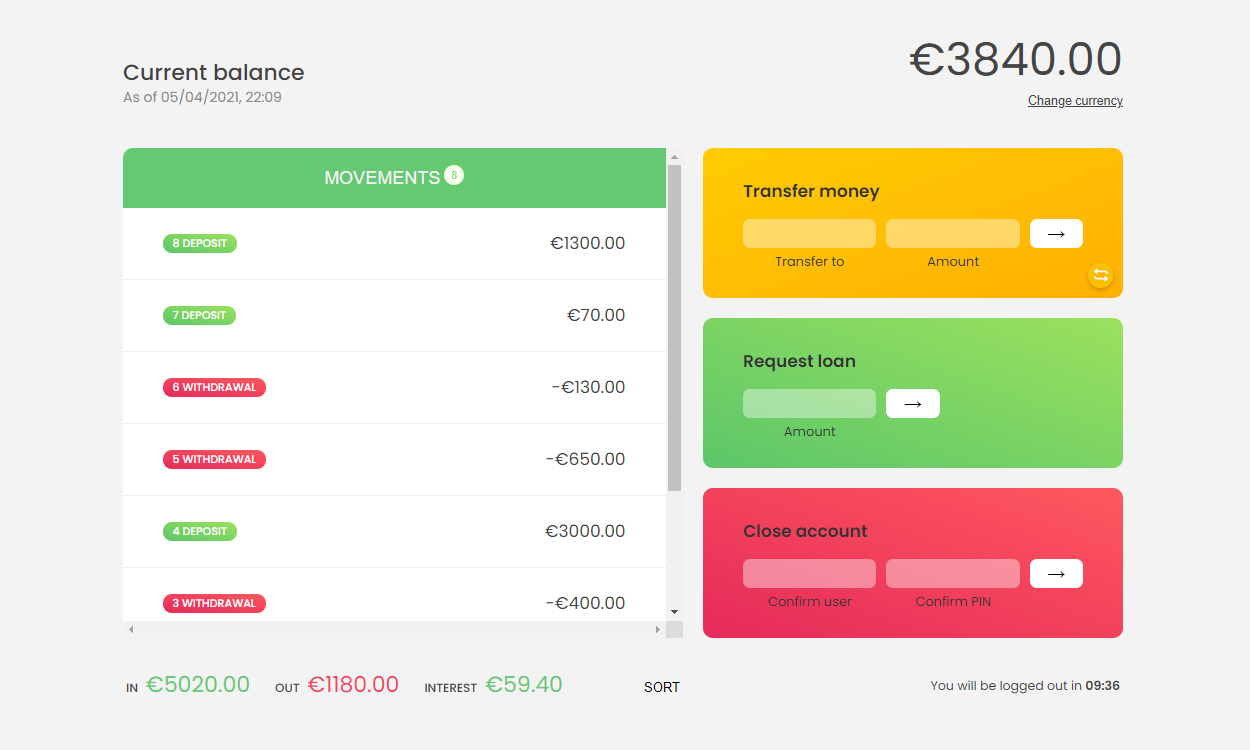 Current balance
As of 05/04/2021, 22:09
€3840.00
Change currency
MOVEMENTS 8
8 DEPOSIT €1300.00
7 DEPOSIT €70.00
6 WITHDRAWAL -€130.00
5 WITHDRAWAL -€650.00
4 DEPOSIT €3000.00
3 WITHDRAWAL -€400.00
Transfer money
→
Transfer to Amount
Request loan
→
Amount
Close account
→
Confirm user Confirm PIN
IN €5020.00 OUT €1180.00 INTEREST €59.40 SORT
You will be logged out in 09:36